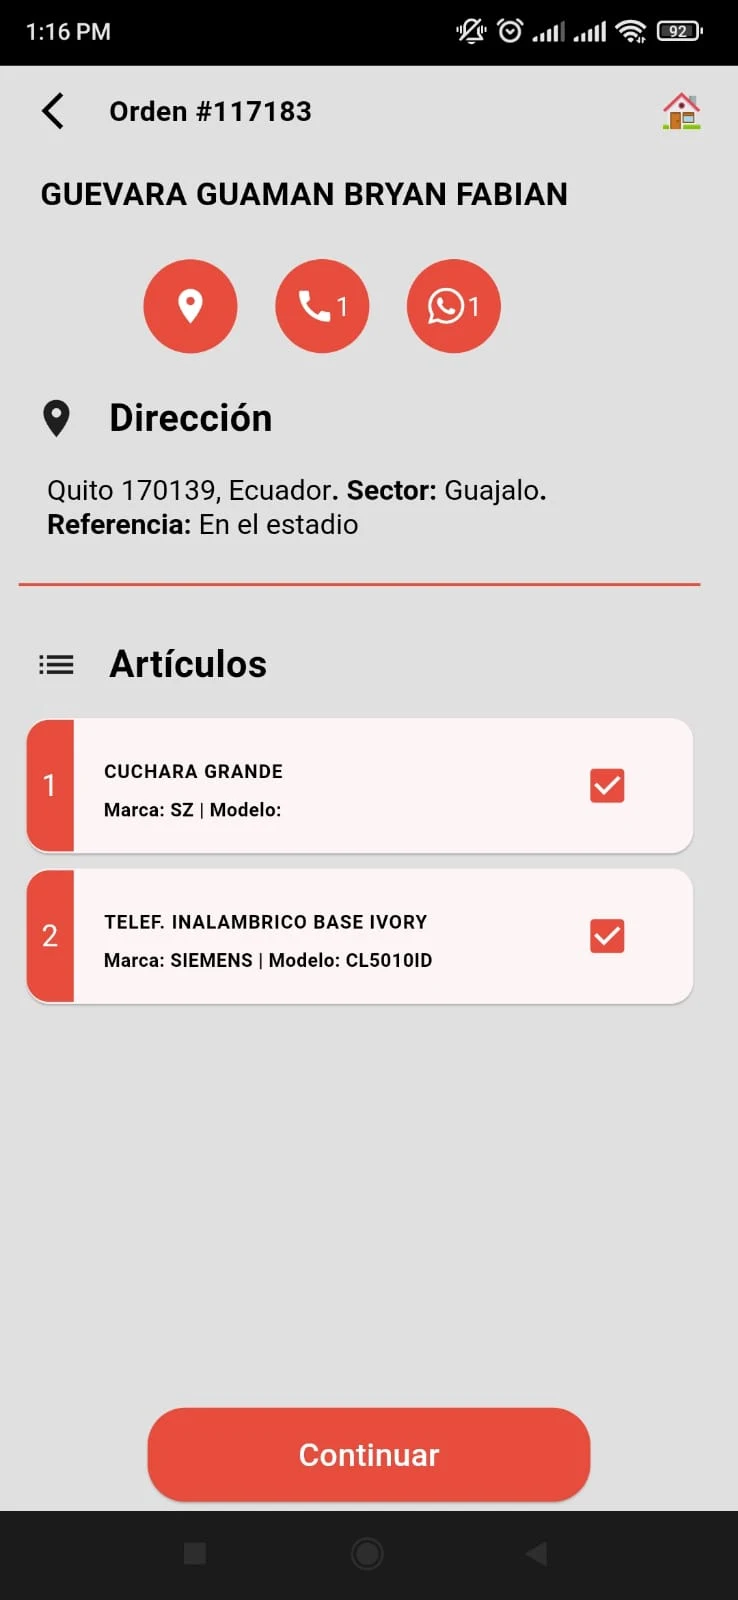 1:16 PM
92
Orden #117183
GUEVARA GUAMAN BRYAN FABIAN
1
1
Dirección
Quito 170139, Ecuador. Sector: Guajalo.
Referencia: En el estadio
Artículos
1
CUCHARA GRANDE
Marca: SZ | Modelo:
2
TELEF. INALAMBRICO BASE IVORY
Marca: SIEMENS | Modelo: CL5010ID
Continuar